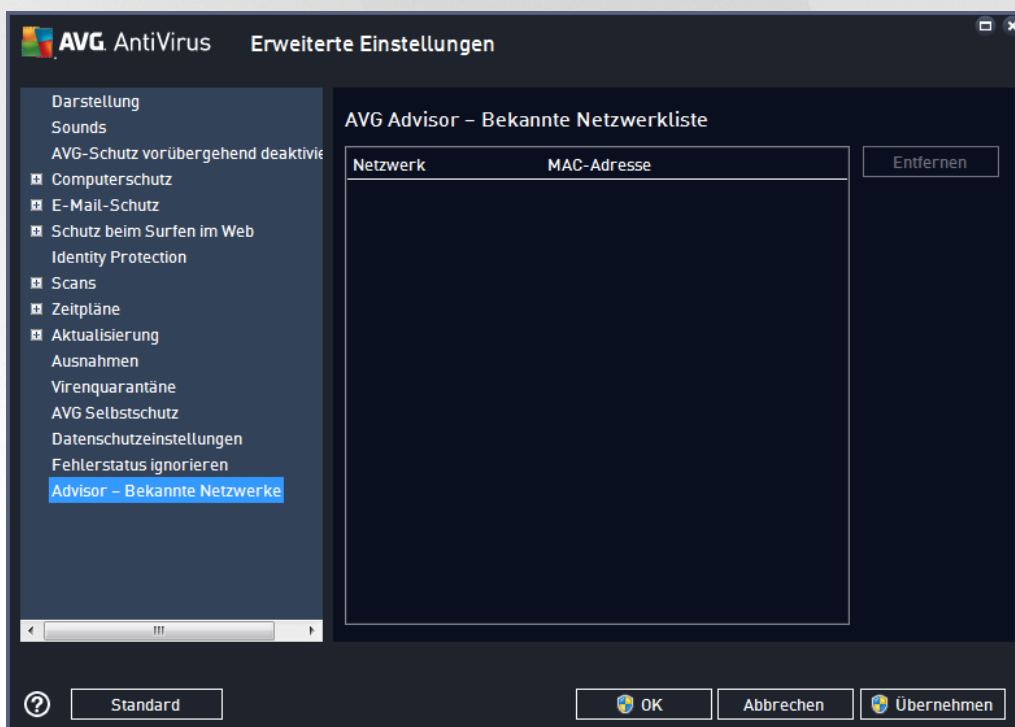 AVG. AntiVirus Erweiterte Einstellungen
Darstellung
Sounds
AVG-Schutz vorübergehend deaktivie
Computerschutz
E-Mail-Schutz
Schutz beim Surfen im Web
Identity Protection
Scans
Zeitpläne
Aktualisierung
Ausnahmen
Virenquarantäne
AVG Selbstschutz
Datenschutzeinstellungen
Fehlerstatus ignorieren
Advisor – Bekannte Netzwerke
AVG Advisor – Bekannte Netzwerkliste
Netzwerk MAC-Adresse
Entfernen
Standard OK Abbrechen Übernehmen